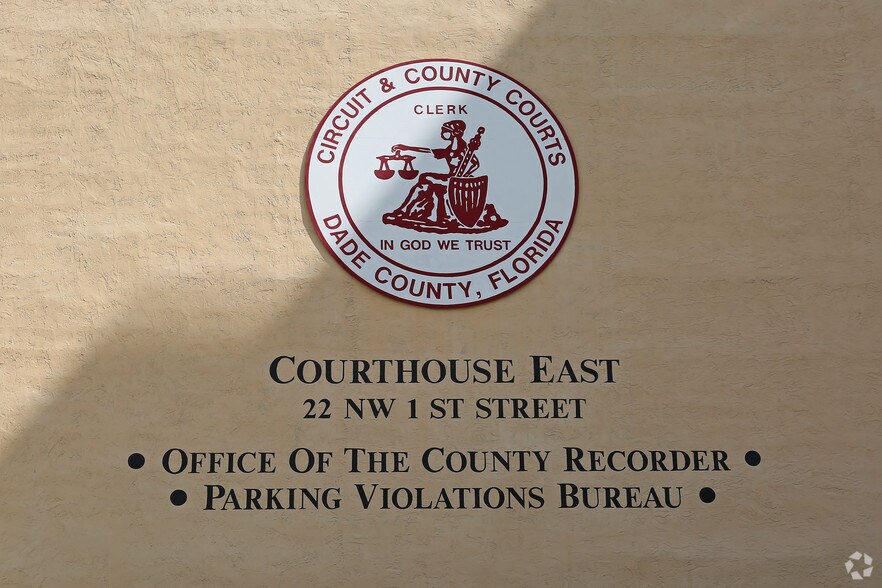 CIRCUIT & COUNTY COURTS
CLERK
IN GOD WE TRUST
DADE COUNTY, FLORIDA
COURTHOUSE EAST
22 NW 1 ST STREET
• OFFICE OF THE COUNTY RECORDER •
• PARKING VIOLATIONS BUREAU •